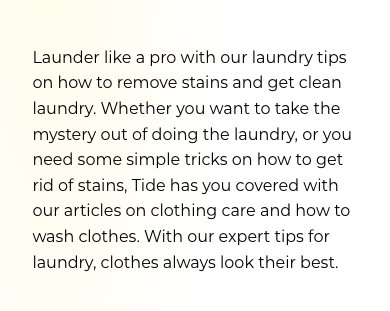 Launder like a pro with our laundry tips
on how to remove stains and get clean
laundry. Whether you want to take the
mystery out of doing the laundry, or you
need some simple tricks on how to get
rid of stains, Tide has you covered with
our articles on clothing care and how to
wash clothes. With our expert tips for
laundry, clothes always look their best.